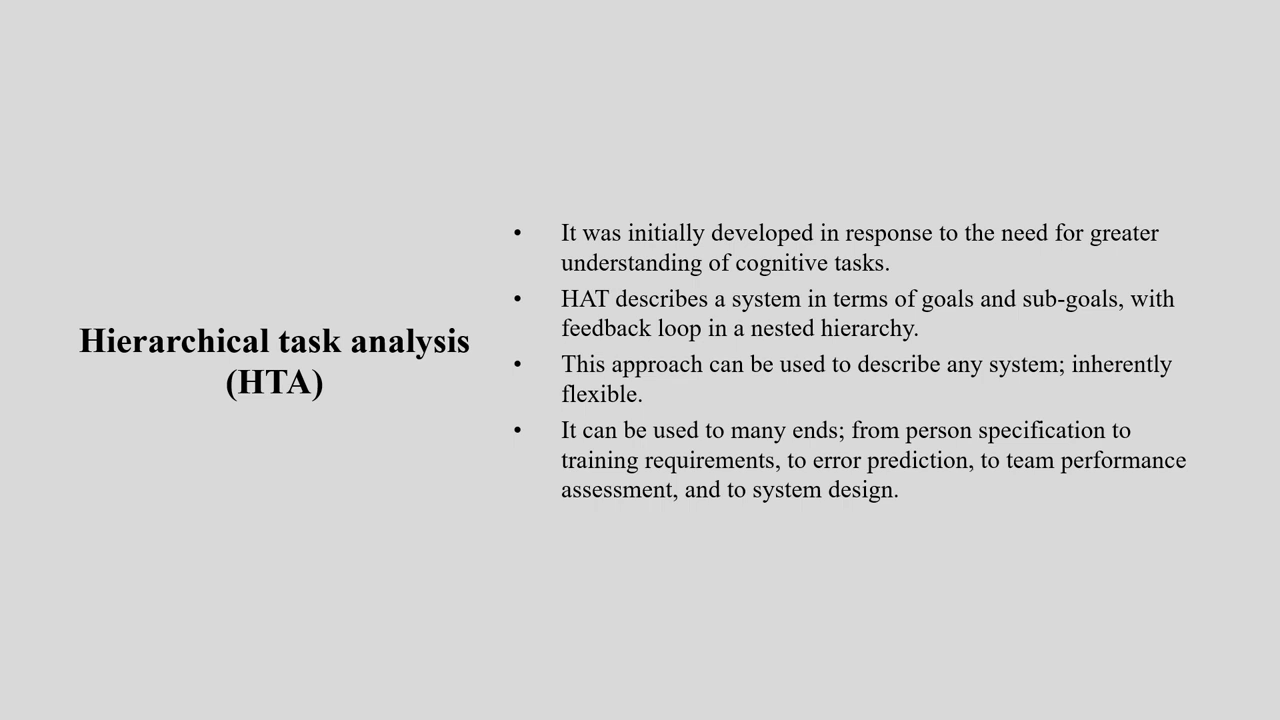 Hierarchical task analysis
(HTA)
• It was initially developed in response to the need for greater
understanding of cognitive tasks.
• HAT describes a system in terms of goals and sub-goals, with
feedback loop in a nested hierarchy.
• This approach can be used to describe any system; inherently
flexible.
• It can be used to many ends; from person specification to
training requirements, to error prediction, to team performance
assessment, and to system design.